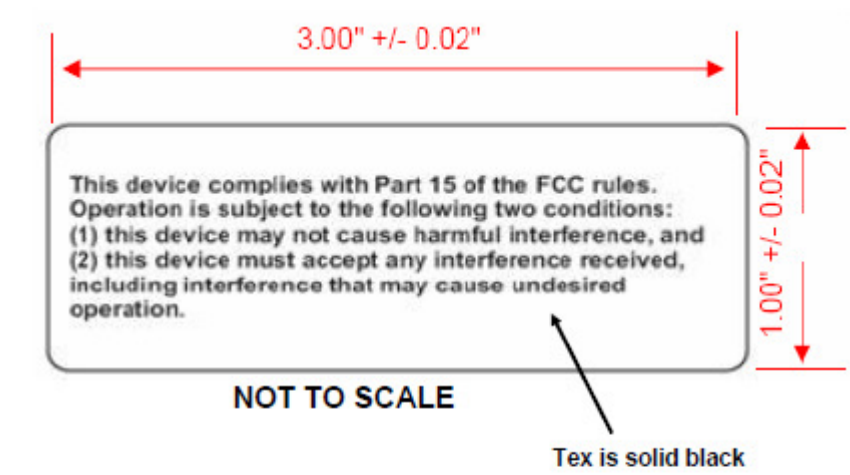 3.00" +/- 0.02"
This device complies with Part 15 of the FCC rules.
Operation is subject to the following two conditions:
(1) this device may not cause harmful interference, and
(2) this device must accept any interference received,
including interference that may cause undesired
operation.
1.00" +/- 0.02"
NOT TO SCALE
Tex is solid black